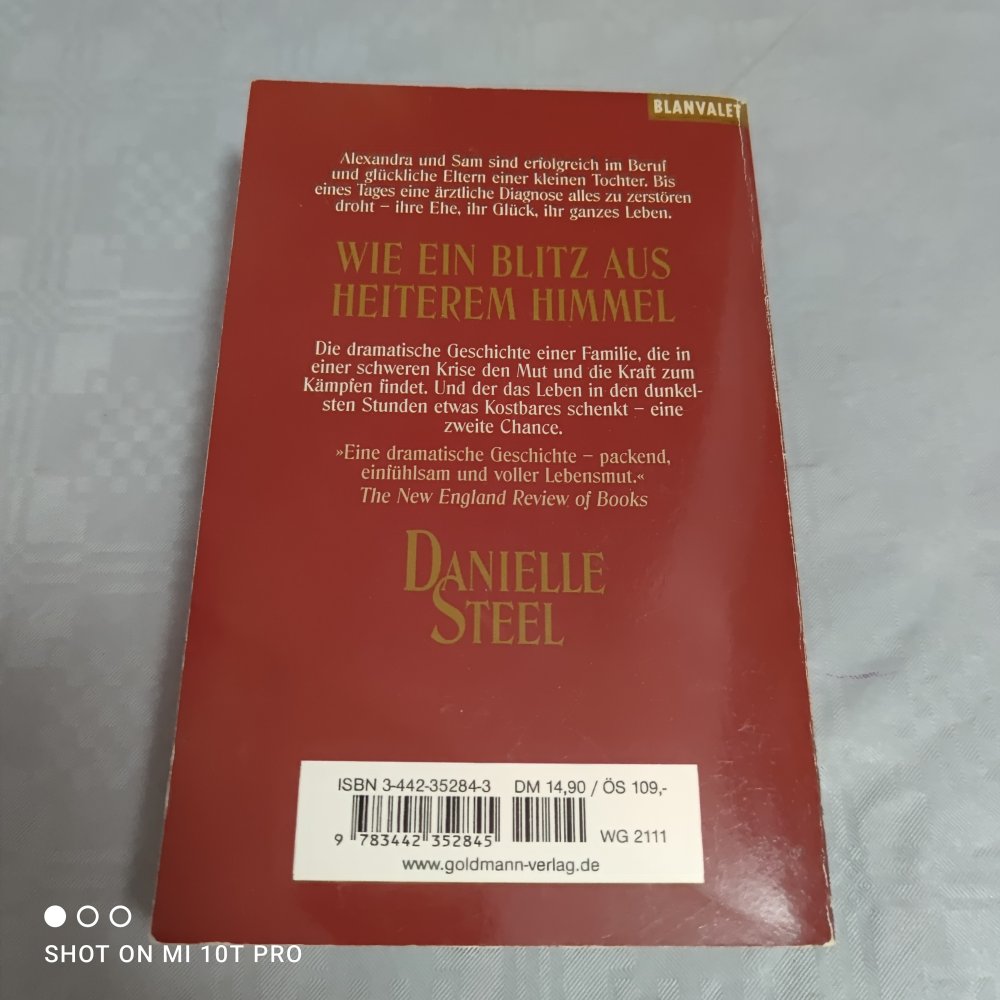 BLANVALET
Alexandra und Sam sind erfolgreich im Beruf
und glückliche Eltern einer kleinen Tochter. Bis
eines Tages eine ärztliche Diagnose alles zu zerstören
droht – ihre Ehe, ihr Glück, ihr ganzes Leben.
WIE EIN BLITZ AUS
HEITEREM HIMMEL
Die dramatische Geschichte einer Familie, die in
einer schweren Krise den Mut und die Kraft zum
Kämpfen findet. Und der das Leben in den dunkel-
sten Stunden etwas Kostbares schenkt – eine
zweite Chance.
»Eine dramatische Geschichte – packend,
einfühlsam und voller Lebensmut.«
The New England Review of Books
DANIELLE
STEEL
ISBN 3-442-35284-3 DM 14,90 / ÖS 109,-
9 783442 352845 WG 2111
www.goldmann-verlag.de
SHOT ON MI 10T PRO